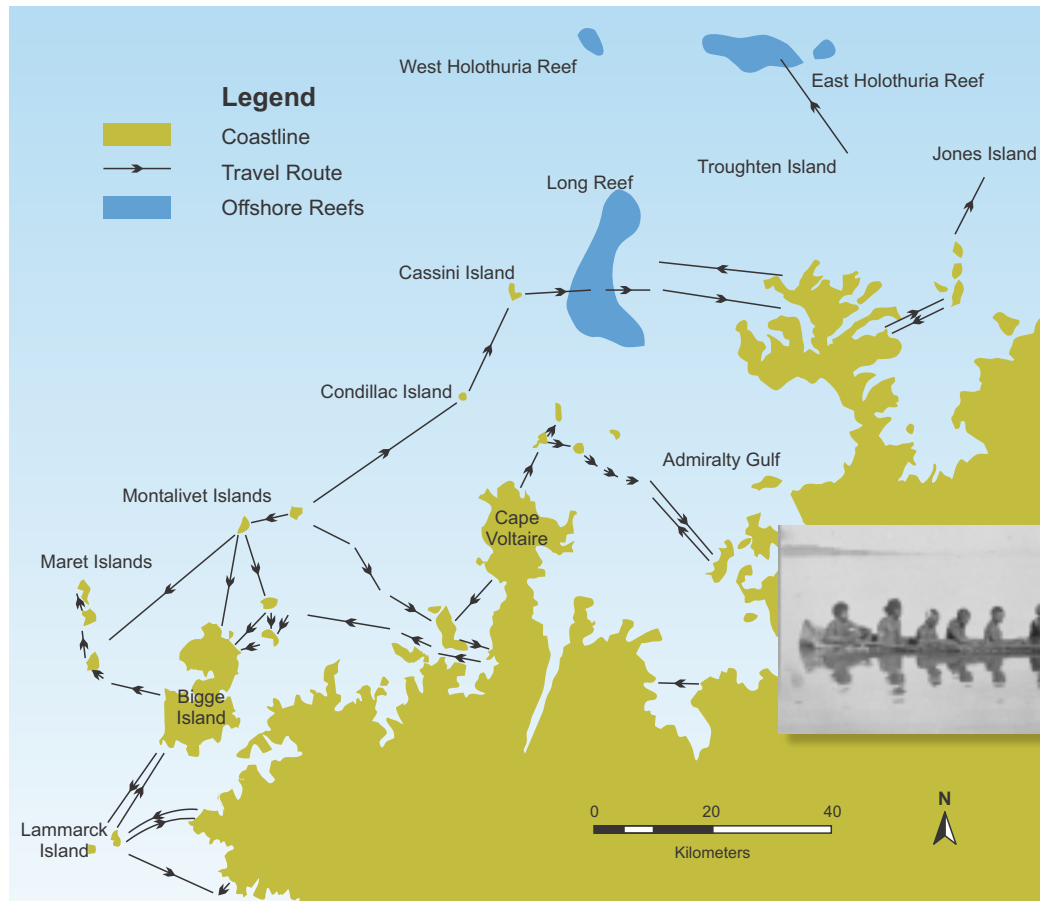 West Holothuria Reef
East Holothuria Reef
Legend
Coastline
Travel Route
Offshore Reefs
Troughten Island
Jones Island
Long Reef
Cassini Island
Condillac Island
Admiralty Gulf
Montalivet Islands
Cape
Voltaire
Maret Islands
Bigge
Island
Lammarck
Island
0
20
40
Kilometers
N